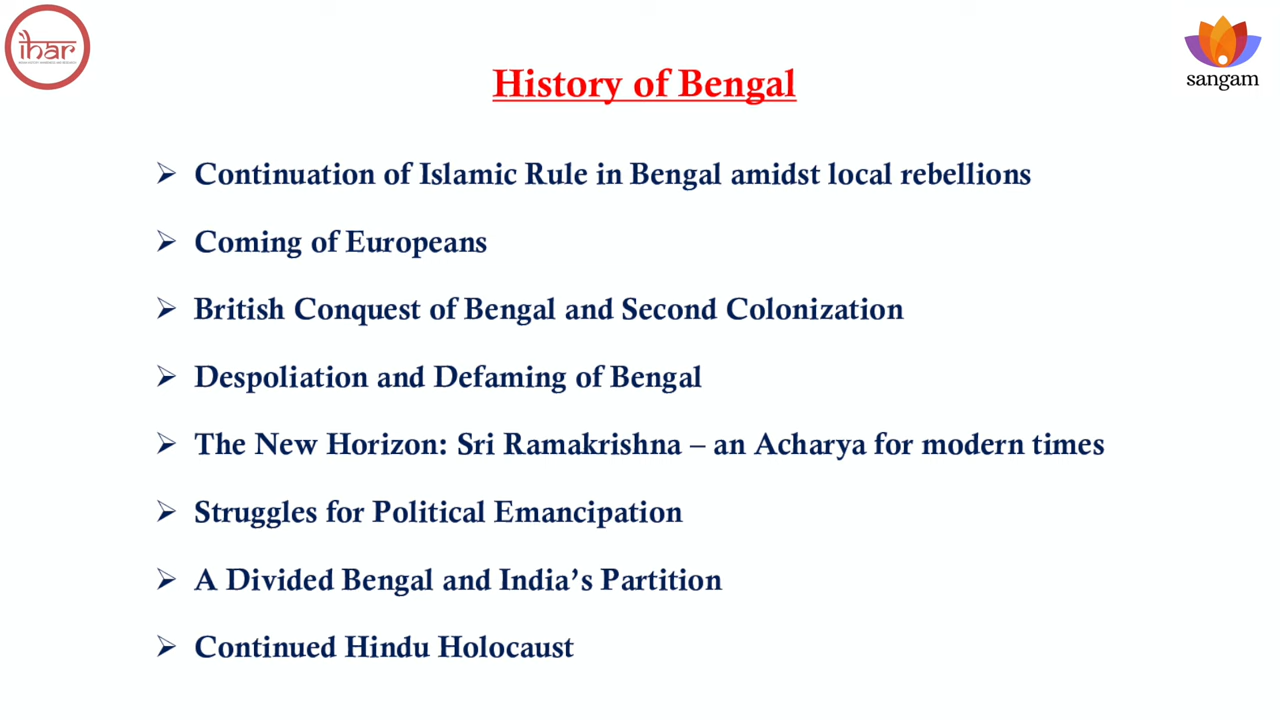 ihar
sangam
History of Bengal
➢ Continuation of Islamic Rule in Bengal amidst local rebellions
➢ Coming of Europeans
➢ British Conquest of Bengal and Second Colonization
➢ Despoliation and Defaming of Bengal
➢ The New Horizon: Sri Ramakrishna – an Acharya for modern times
➢ Struggles for Political Emancipation
➢ A Divided Bengal and India’s Partition
➢ Continued Hindu Holocaust